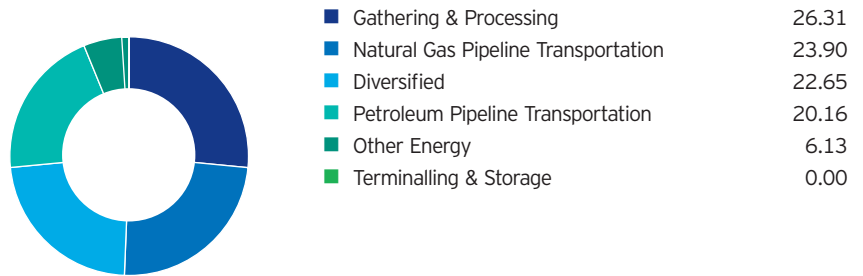 Gathering & Processing 26.31
Natural Gas Pipeline Transportation 23.90
Diversified 22.65
Petroleum Pipeline Transportation 20.16
Other Energy 6.13
Terminalling & Storage 0.00